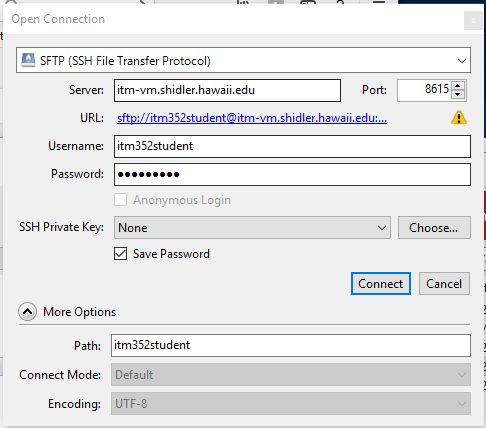 Open Connection
SFTP (SSH File Transfer Protocol)
Server: itm-vm.shidler.hawaii.edu Port: 8615
URL: sftp://itm352student@itm-vm.shidler.hawaii.edu:...
Username: itm352student
Password: ●●●●●●●●●
Anonymous Login
SSH Private Key: None Choose...
Save Password
Connect Cancel
More Options
Path: itm352student
Connect Mode: Default
Encoding: UTF-8